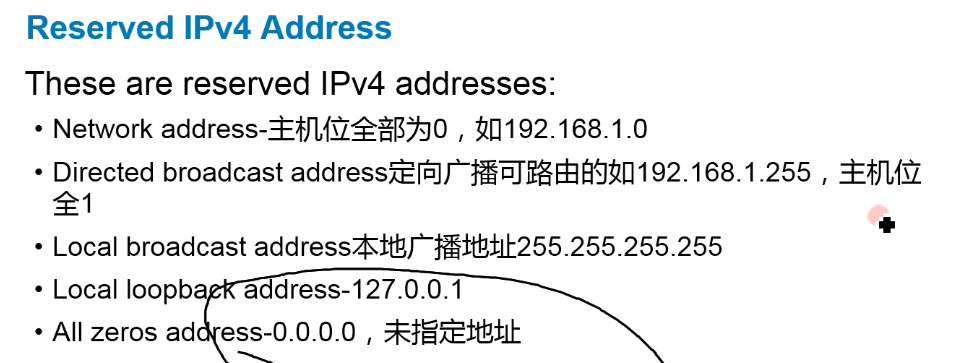 Reserved IPv4 Address
These are reserved IPv4 addresses:
• Network address-主机位全部为0，如192.168.1.0
• Directed broadcast address定向广播可路由的如192.168.1.255，主机位
全1
• Local broadcast address本地广播地址255.255.255.255
• Local loopback address-127.0.0.1
• All zeros address-0.0.0.0，未指定地址